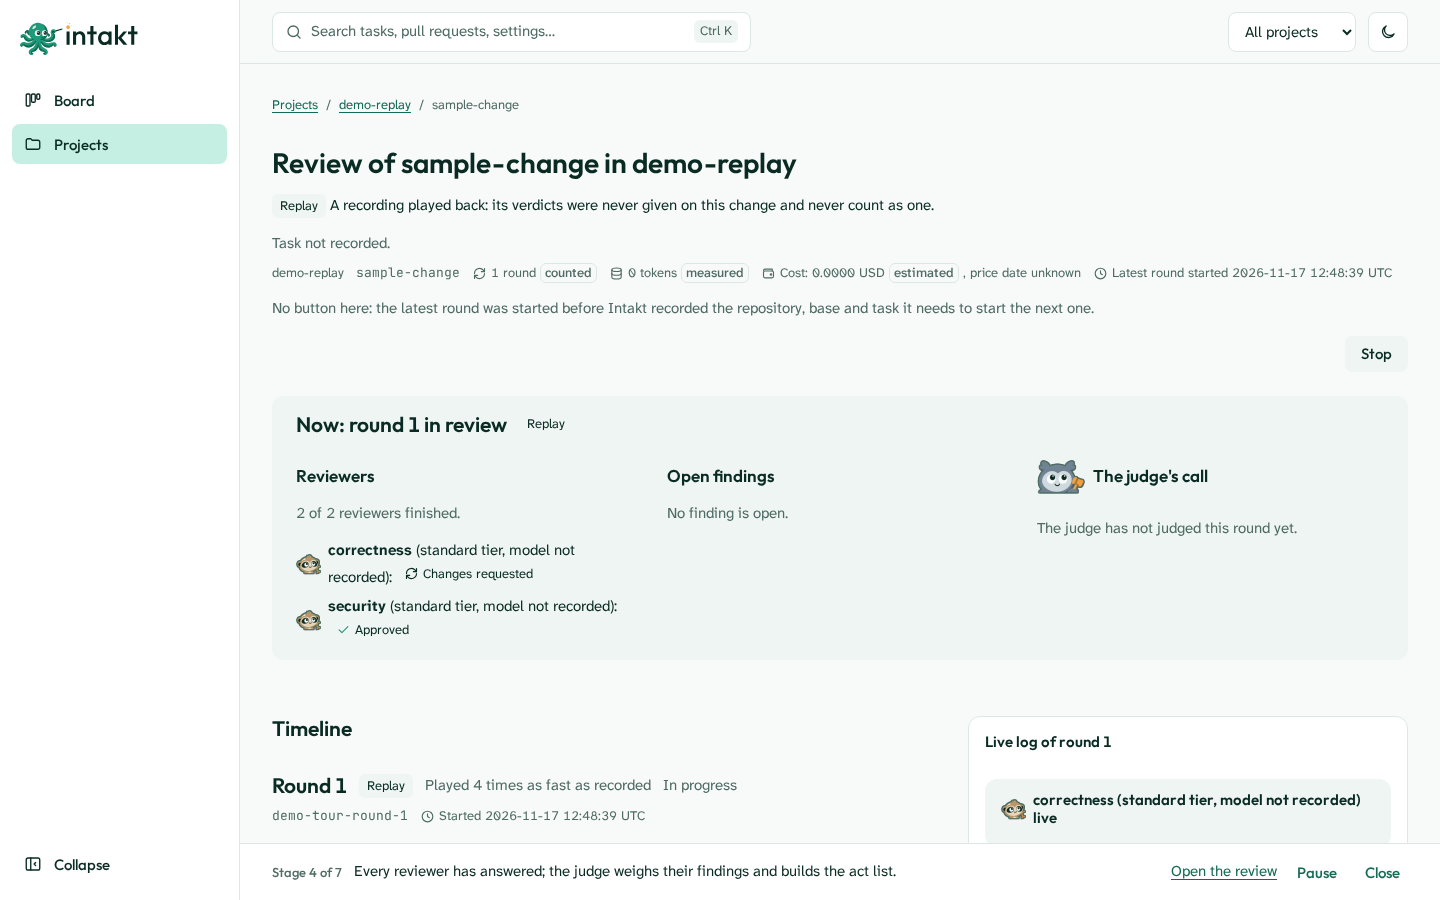 intakt
Search tasks, pull requests, settings...
Ctrl K
All projects
Board
Projects
Projects / demo-replay / sample-change
Review of sample-change in demo-replay
Replay A recording played back: its verdicts were never given on this change and never count as one.
Task not recorded.
demo-replay sample-change 1 round counted 0 tokens measured Cost: 0.0000 USD estimated , price date unknown Latest round started 2026-11-17 12:48:39 UTC
No button here: the latest round was started before Intakt recorded the repository, base and task it needs to start the next one.
Stop
Now: round 1 in review Replay
Reviewers
2 of 2 reviewers finished.
correctness (standard tier, model not
recorded): Changes requested
security (standard tier, model not recorded):
Approved
Open findings
No finding is open.
The judge's call
The judge has not judged this round yet.
Timeline
Round 1 Replay Played 4 times as fast as recorded In progress
demo-tour-round-1 Started 2026-11-17 12:48:39 UTC
Live log of round 1
correctness (standard tier, model not recorded)
live
Collapse
Stage 4 of 7 Every reviewer has answered; the judge weighs their findings and builds the act list.
Open the review Pause Close